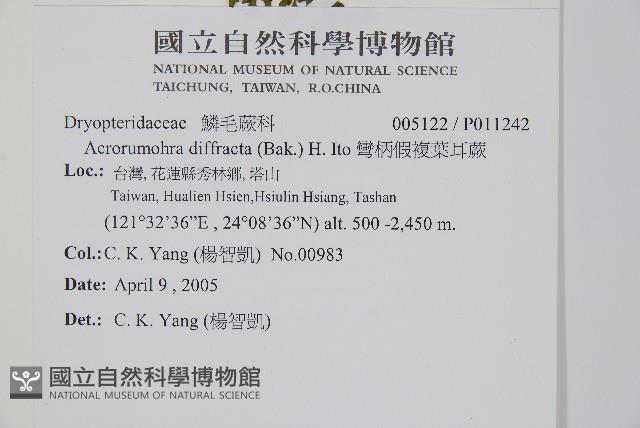 國立自然科學博物館
NATIONAL MUSEUM OF NATURAL SCIENCE
TAICHUNG, TAIWAN, R.O.CHINA
Dryopteridaceae 鱗毛蕨科 005122 / P011242
Acrorumohra diffracta (Bak.) H. Ito 彎柄假複葉耳蕨
Loc.: 台灣, 花蓮縣秀林鄉, 塔山
Taiwan, Hualien Hsien,Hsiulin Hsiang, Tashan
(121°32’36”E , 24°08’36”N) alt. 500 -2,450 m.
Col.: C. K. Yang (楊智凱) No.00983
Date: April 9 , 2005
Det.: C. K. Yang (楊智凱)
國立自然科學博物館
NATIONAL MUSEUM OF NATURAL SCIENCE